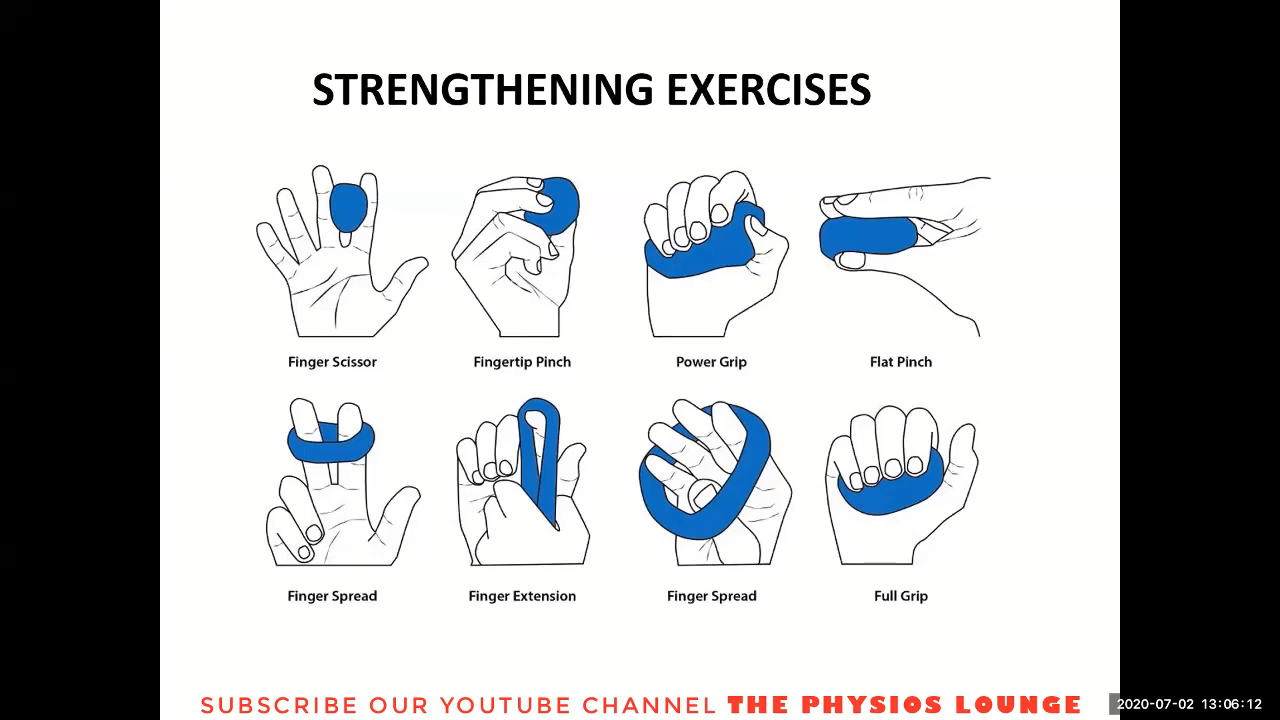 STRENGTHENING EXERCISES
Finger Scissor
Fingertip Pinch
Power Grip
Flat Pinch
Finger Spread
Finger Extension
Finger Spread
Full Grip
SUBSCRIBE OUR YOUTUBE CHANNEL THE PHYSIOS LOUNGE
2020-07-02 13:06:12